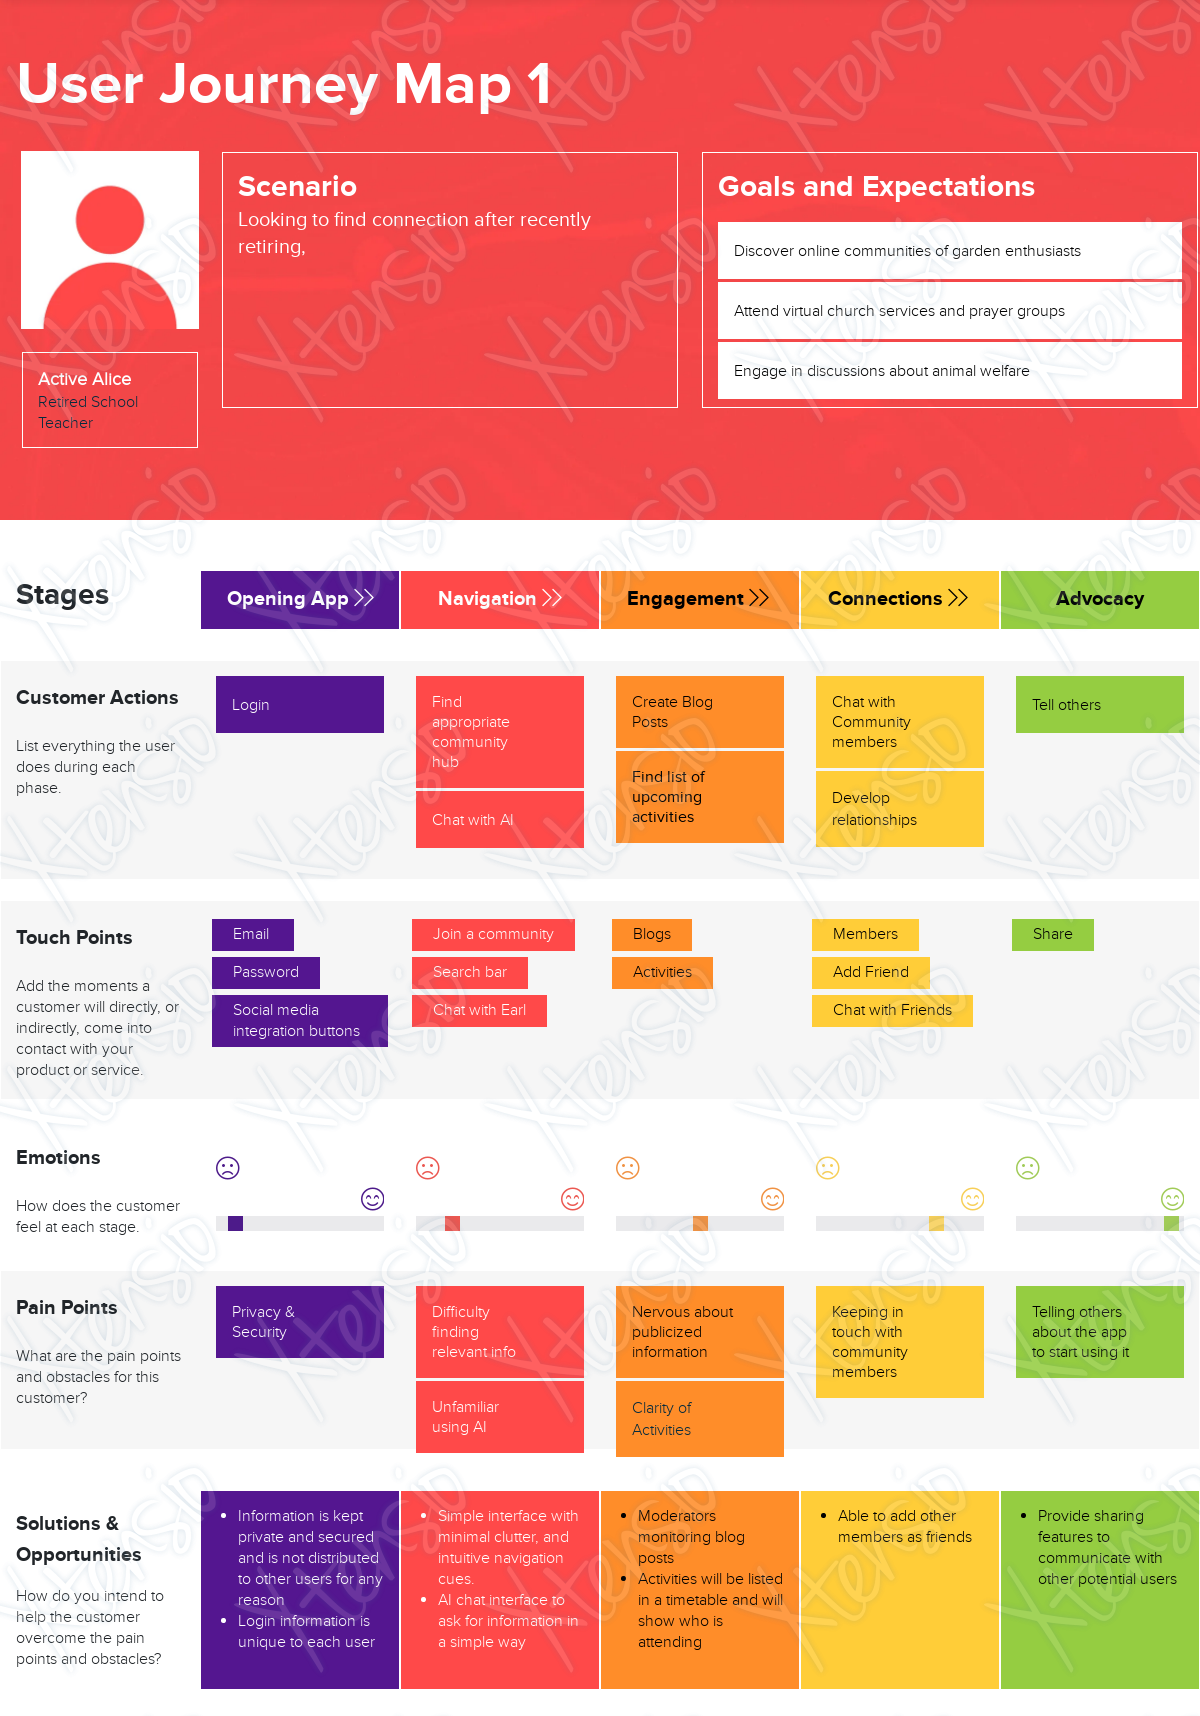 User Journey Map 1
Scenario
Looking to find connection after recently
retiring,
Goals and Expectations
Discover online communities of garden enthusiasts
Attend virtual church services and prayer groups
Engage in discussions about animal welfare
Active Alice
Retired School
Teacher
Stages
Opening App
Navigation
Engagement
Connections
Advocacy
Customer Actions
List everything the user
does during each
phase.
Login
Find
appropriate
community
hub
Chat with AI
Create Blog
Posts
Find list of
upcoming
activities
Chat with
Community
members
Develop
relationships
Tell others
Touch Points
Add the moments a
customer will directly, or
indirectly, come into
contact with your
product or service.
Email
Password
Social media
integration buttons
Join a community
Search bar
Chat with Earl
Blogs
Activities
Members
Add Friend
Chat with Friends
Share
Emotions
How does the customer
feel at each stage.
Pain Points
What are the pain points
and obstacles for this
customer?
Privacy &
Security
Difficulty
finding
relevant info
Unfamiliar
using AI
Nervous about
publicized
information
Clarity of
Activities
Keeping in
touch with
community
members
Telling others
about the app
to start using it
Solutions &
Opportunities
How do you intend to
help the customer
overcome the pain
points and obstacles?
• Information is kept
private and secured
and is not distributed
to other users for any
reason
• Login information is
unique to each user
• Simple interface with
minimal clutter, and
intuitive navigation
cues.
• AI chat interface to
ask for information in
a simple way
• Moderators
monitoring blog
posts
• Activities will be listed
in a timetable and will
show who is
attending
• Able to add other
members as friends
• Provide sharing
features to
communicate with
other potential users
Xtensio